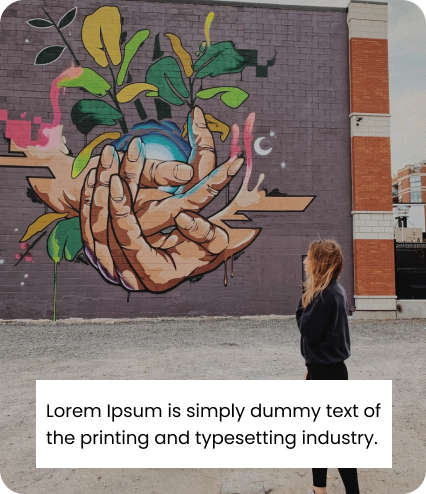 Lorem Ipsum is simply dummy text of
the printing and typesetting industry.